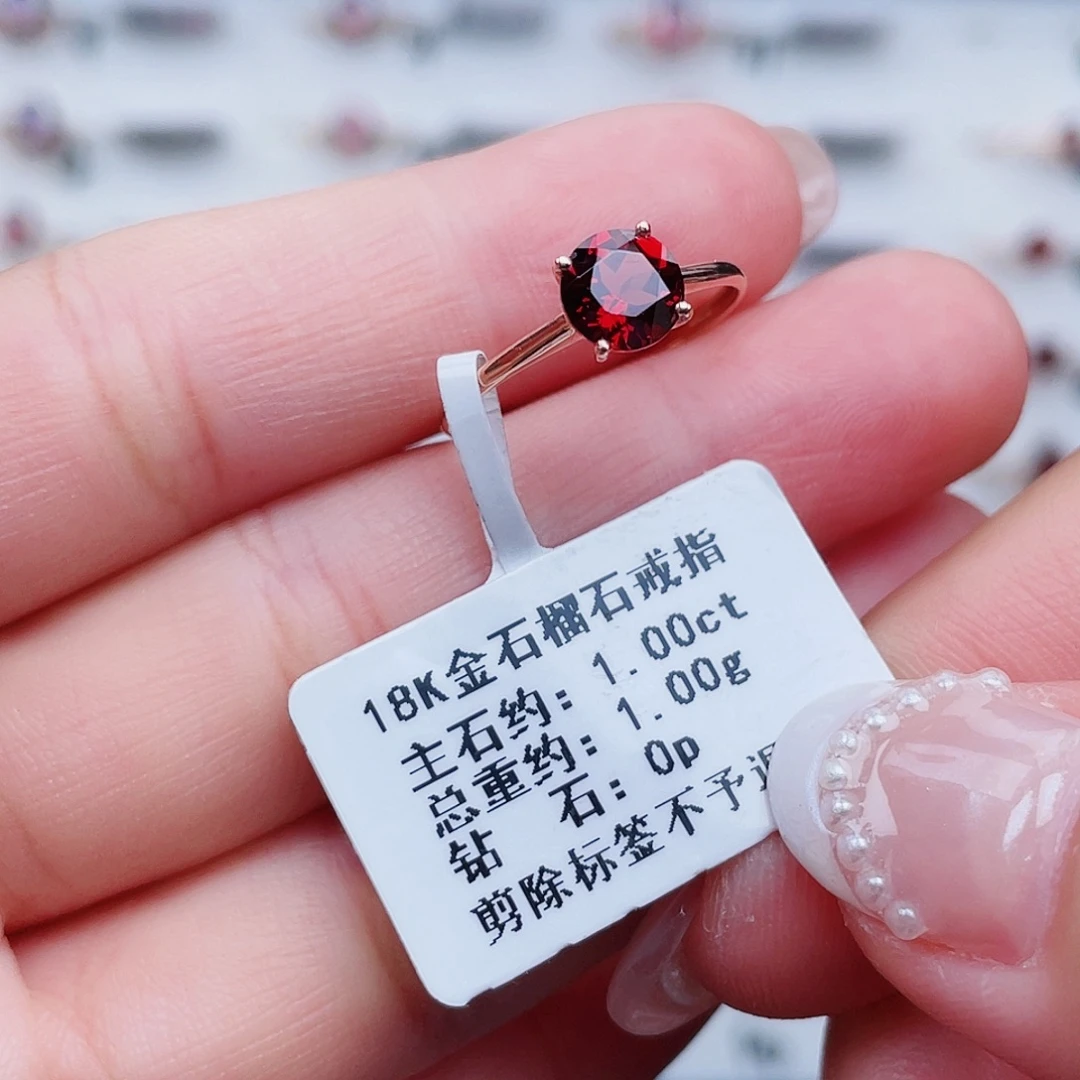 18K金石榴石戒指
主石约：1.00ct
总重约：1.00g
钻 石：0p
剪除标签不予